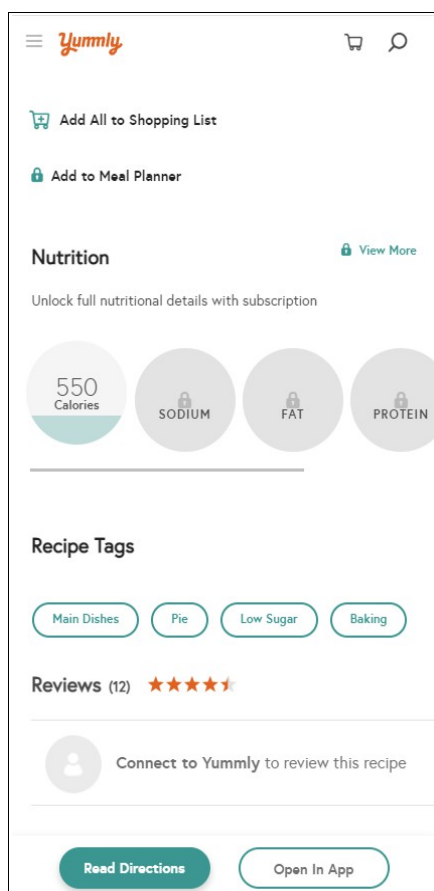 Yummly
Add All to Shopping List
Add to Meal Planner
Nutrition
View More
Unlock full nutritional details with subscription
550
Calories
SODIUM
FAT
PROTEIN
Recipe Tags
Main Dishes
Pie
Low Sugar
Baking
Reviews (12)
Connect to Yummly to review this recipe
Read Directions
Open In App